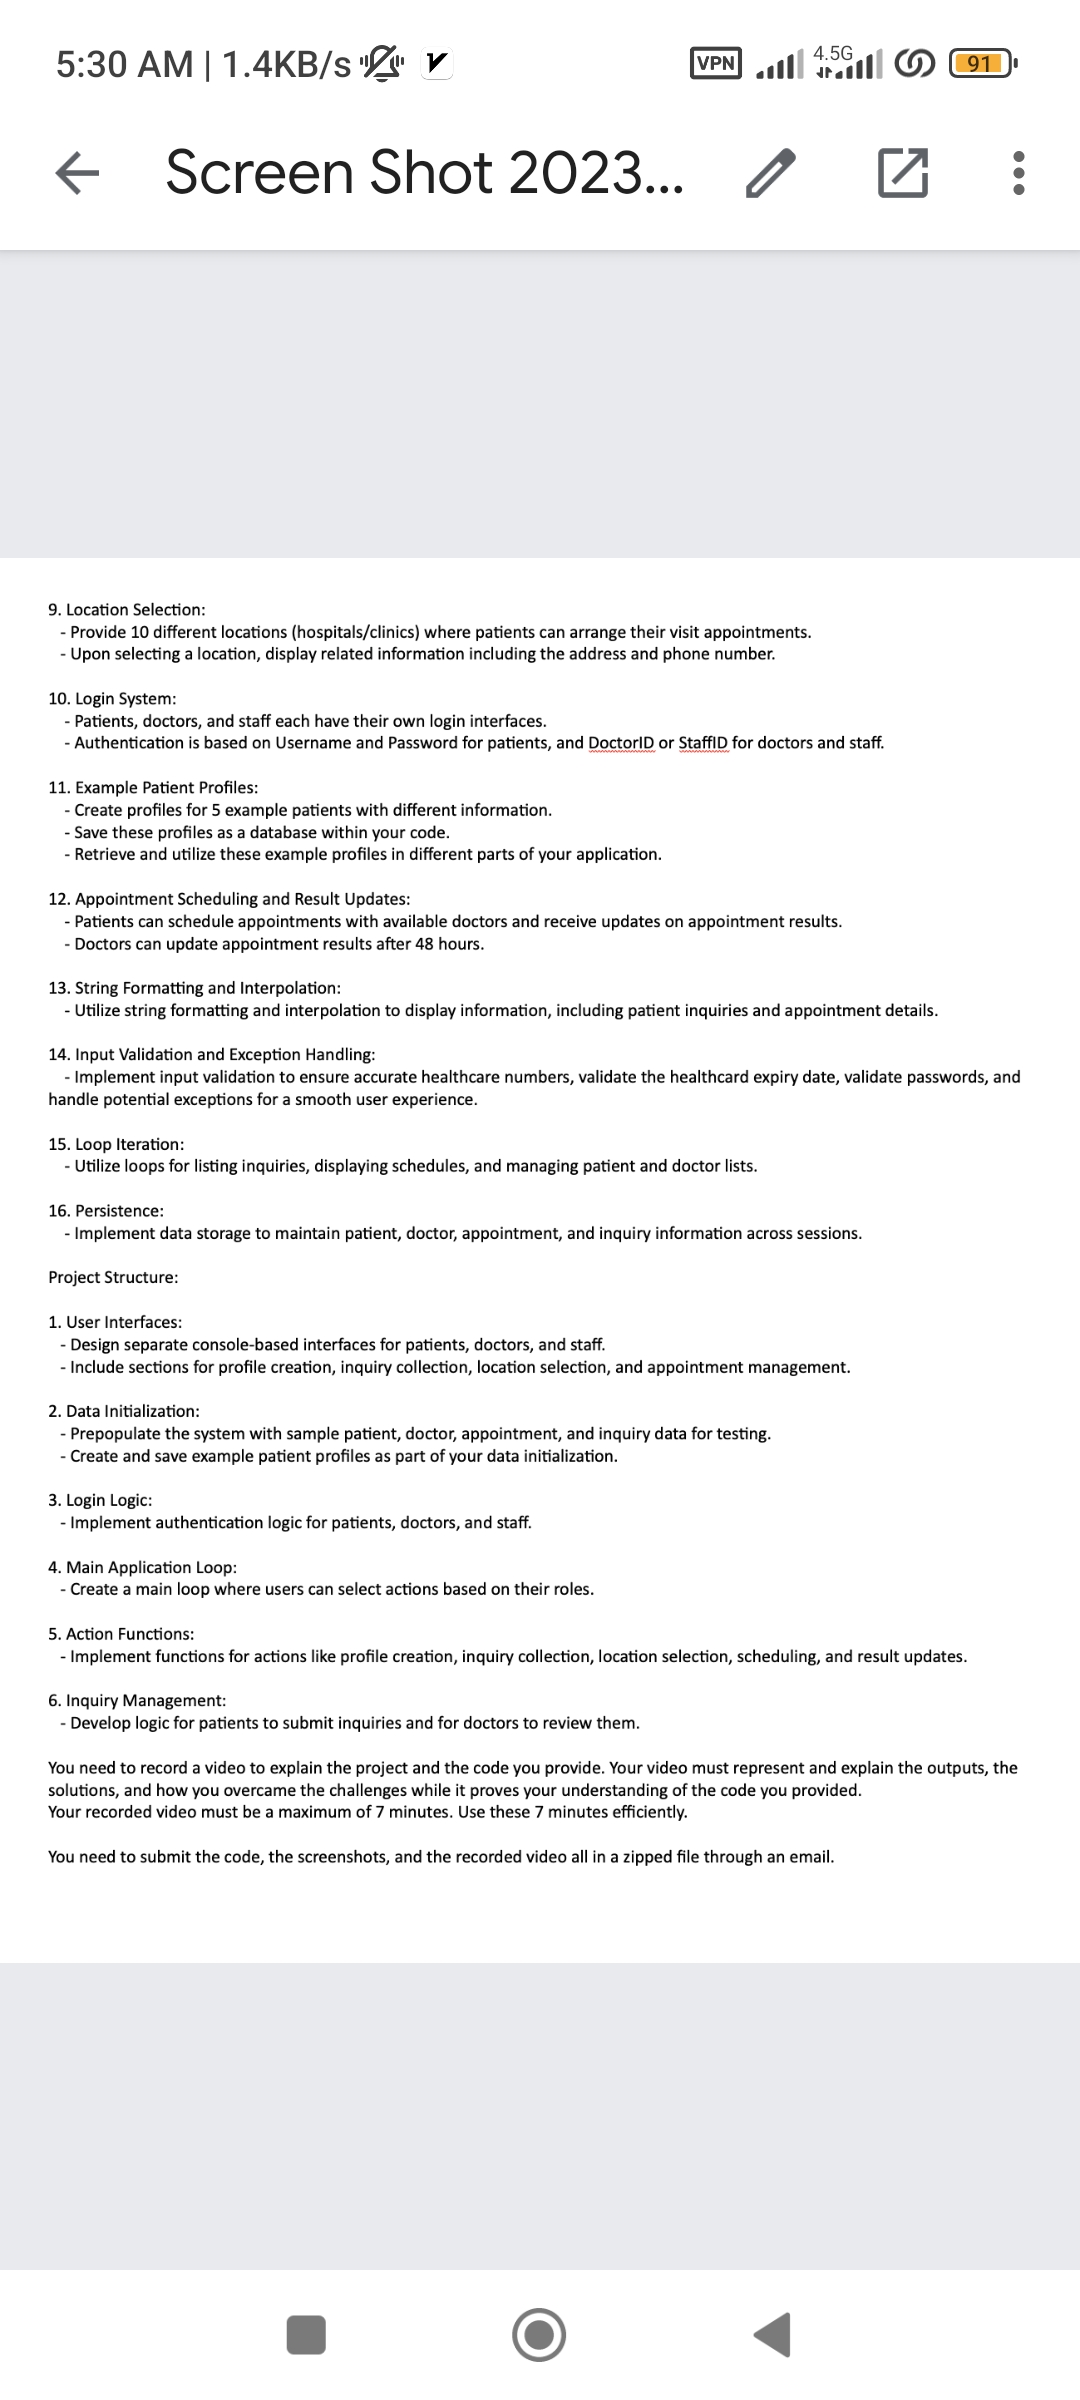 5:30 AM | 1.4KB/s
VPN
4.5G
91
Screen Shot 2023...
9. Location Selection:
- Provide 10 different locations (hospitals/clinics) where patients can arrange their visit appointments.
- Upon selecting a location, display related information including the address and phone number.
10. Login System:
- Patients, doctors, and staff each have their own login interfaces.
- Authentication is based on Username and Password for patients, and DoctorID or StaffID for doctors and staff.
11. Example Patient Profiles:
- Create profiles for 5 example patients with different information.
- Save these profiles as a database within your code.
- Retrieve and utilize these example profiles in different parts of your application.
12. Appointment Scheduling and Result Updates:
- Patients can schedule appointments with available doctors and receive updates on appointment results.
- Doctors can update appointment results after 48 hours.
13. String Formatting and Interpolation:
- Utilize string formatting and interpolation to display information, including patient inquiries and appointment details.
14. Input Validation and Exception Handling:
- Implement input validation to ensure accurate healthcare numbers, validate the healthcard expiry date, validate passwords, and
handle potential exceptions for a smooth user experience.
15. Loop Iteration:
- Utilize loops for listing inquiries, displaying schedules, and managing patient and doctor lists.
16. Persistence:
- Implement data storage to maintain patient, doctor, appointment, and inquiry information across sessions.
Project Structure:
1. User Interfaces:
- Design separate console-based interfaces for patients, doctors, and staff.
- Include sections for profile creation, inquiry collection, location selection, and appointment management.
2. Data Initialization:
- Prepopulate the system with sample patient, doctor, appointment, and inquiry data for testing.
- Create and save example patient profiles as part of your data initialization.
3. Login Logic:
- Implement authentication logic for patients, doctors, and staff.
4. Main Application Loop:
- Create a main loop where users can select actions based on their roles.
5. Action Functions:
- Implement functions for actions like profile creation, inquiry collection, location selection, scheduling, and result updates.
6. Inquiry Management:
- Develop logic for patients to submit inquiries and for doctors to review them.
You need to record a video to explain the project and the code you provide. Your video must represent and explain the outputs, the
solutions, and how you overcame the challenges while it proves your understanding of the code you provided.
Your recorded video must be a maximum of 7 minutes. Use these 7 minutes efficiently.
You need to submit the code, the screenshots, and the recorded video all in a zipped file through an email.